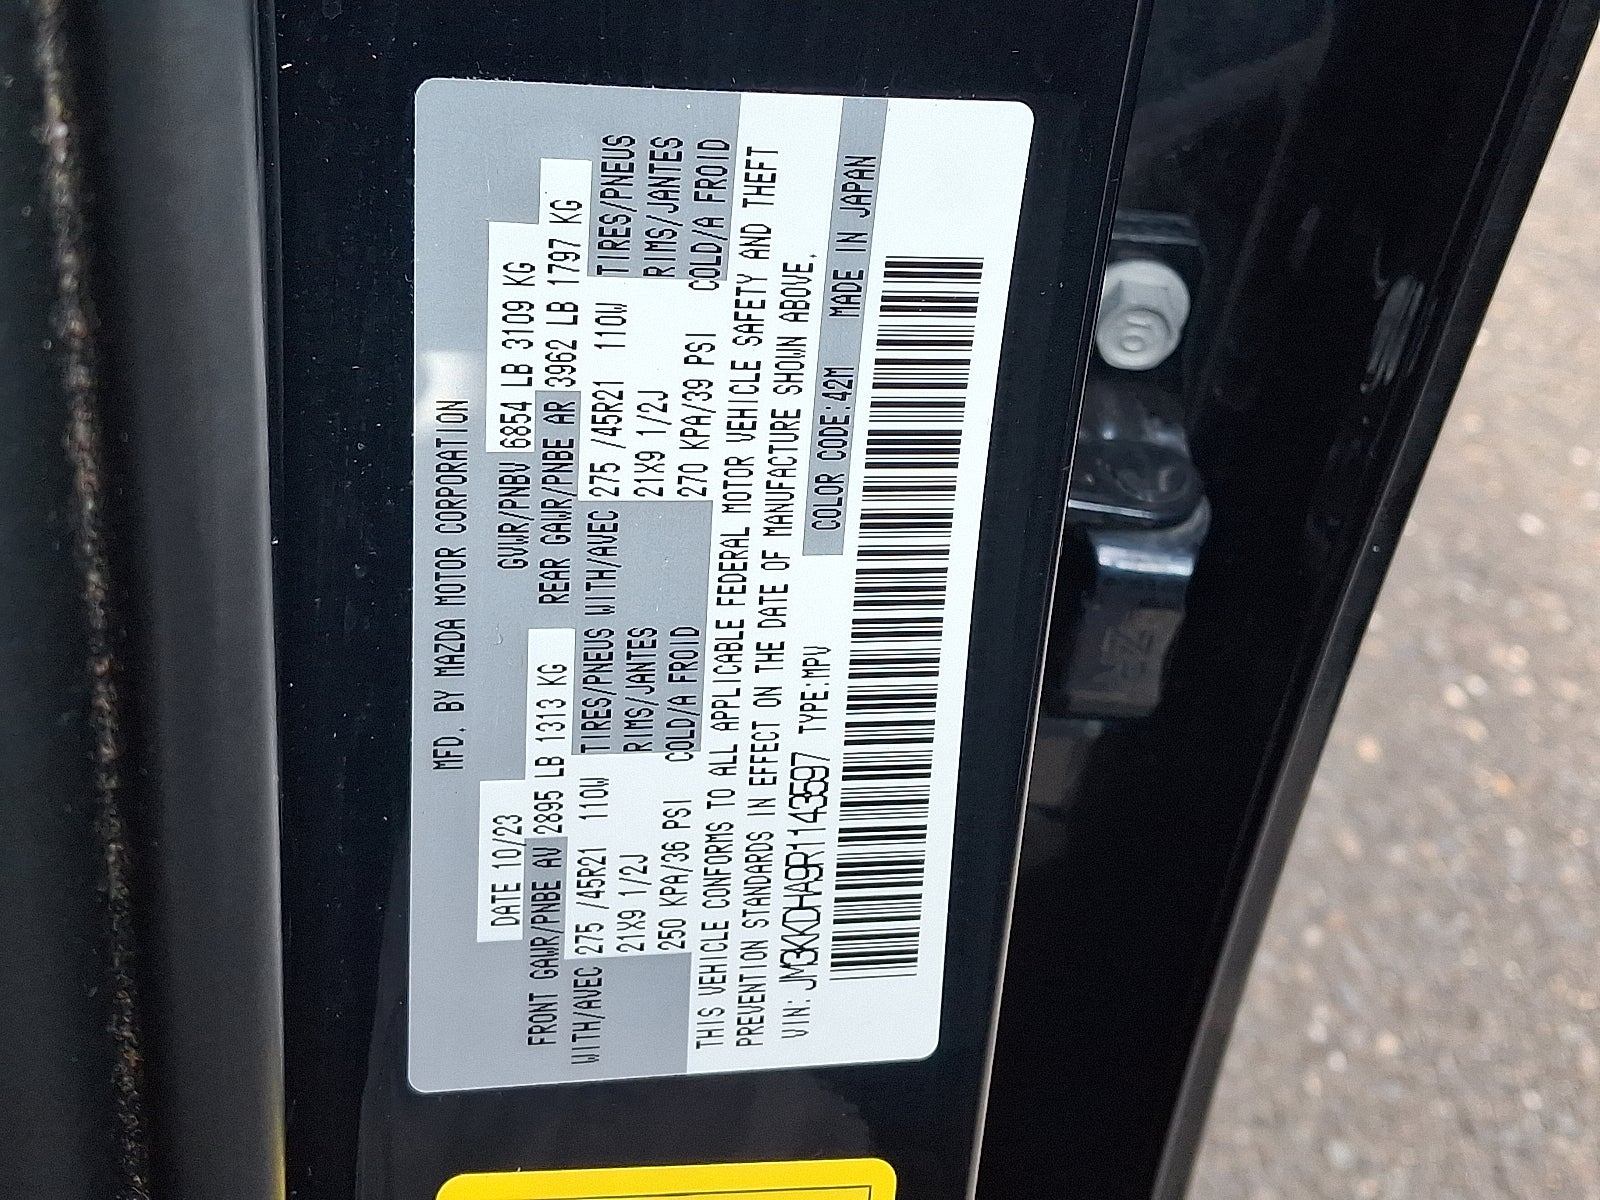 MFD. BY MAZDA MOTOR CORPORATION
DATE 10/23 GVWR/PNBV 6854 LB 3109 KG
FRONT GAWR/PNBE AV 2895 LB 1313 KG REAR GAWR/PNBE AR 3962 LB 1797 KG
WITH/AVEC 275 /45R21 110W TIRES/PNEUS WITH/AVEC 275 /45R21 110W TIRES/PNEUS
21X9 1/2J RIMS/JANTES 21X9 1/2J RIMS/JANTES
250 KPA/36 PSI COLD/A FROID 270 KPA/39 PSI COLD/A FROID
THIS VEHICLE CONFORMS TO ALL APPLICABLE FEDERAL MOTOR VEHICLE SAFETY AND THEFT
PREVENTION STANDARDS IN EFFECT ON THE DATE OF MANUFACTURE SHOWN ABOVE.
VIN: JM3KKDHA9R1143597 TYPE:MPV COLOR CODE:42M MADE IN JAPAN